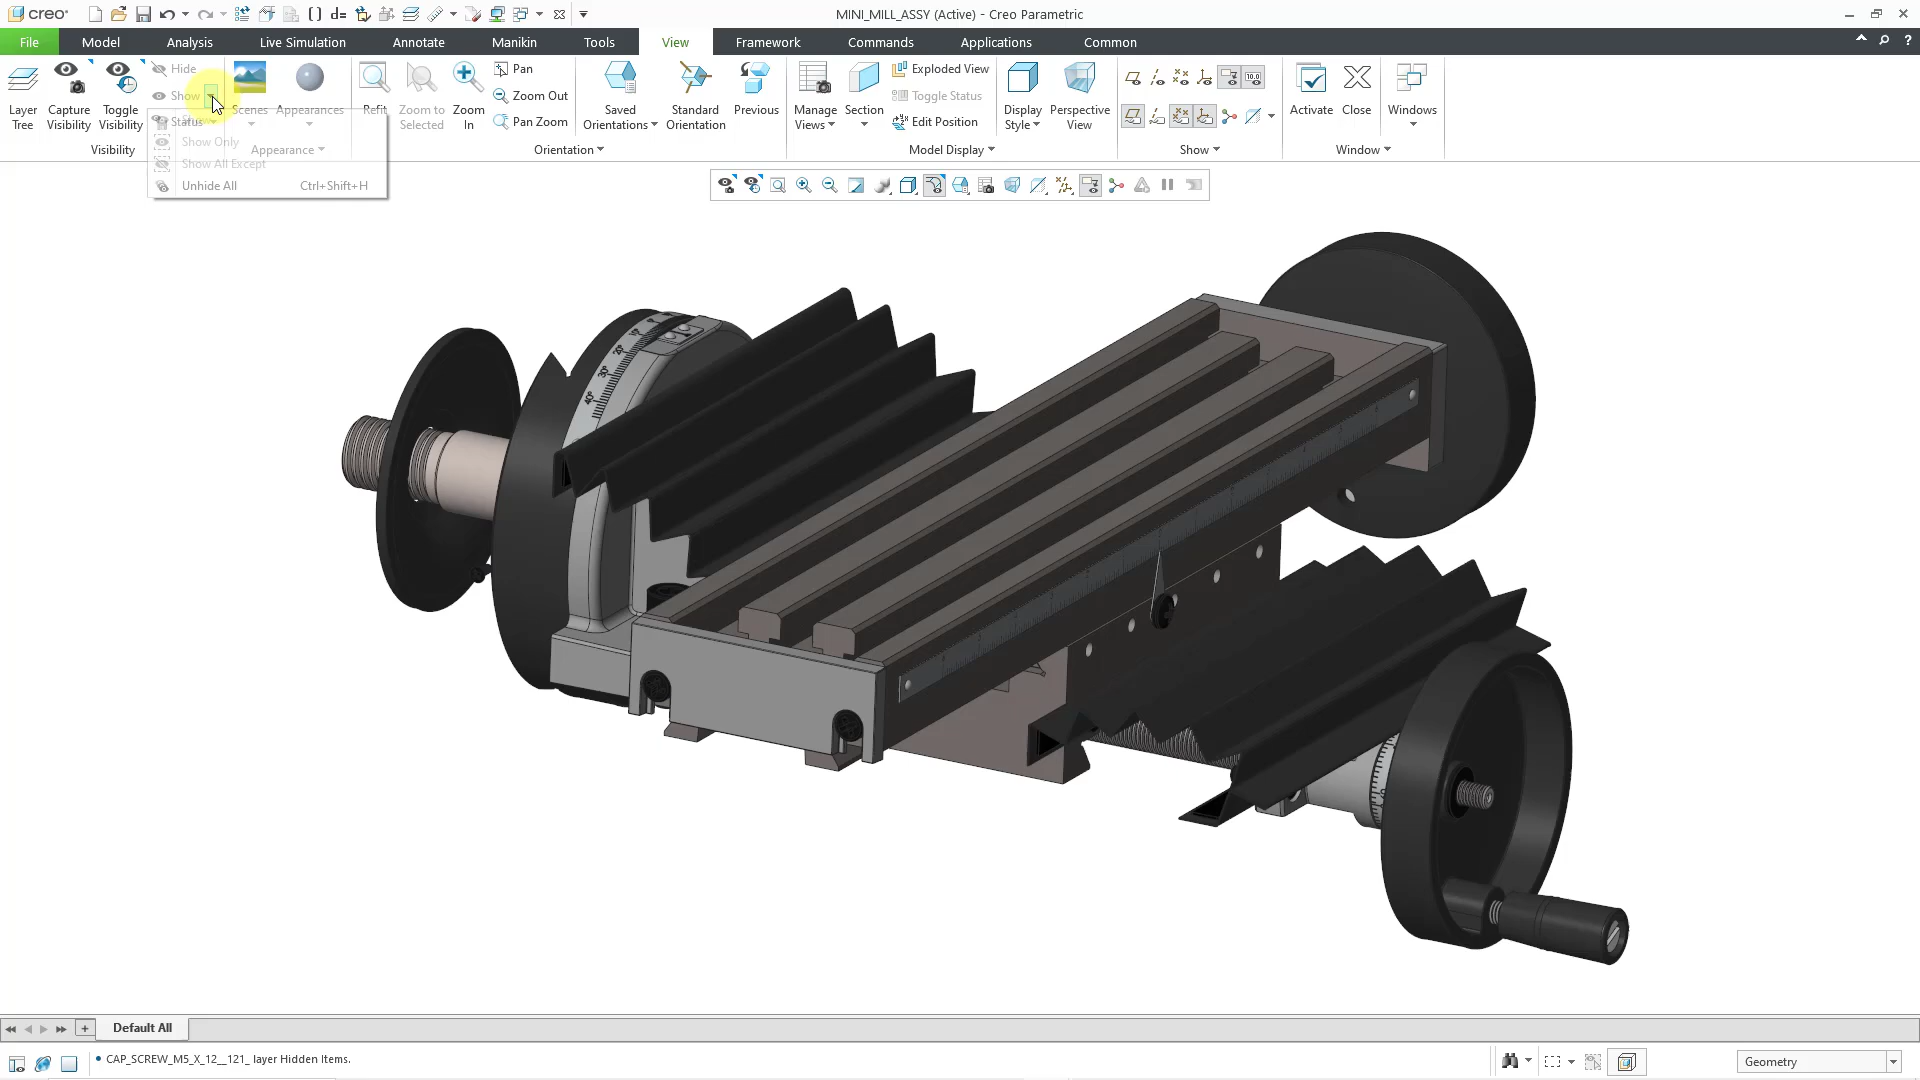 creo
MINI_MILL_ASSY (Active) - Creo Parametric
File
Model
Analysis
Live Simulation
Annotate
Manikin
Tools
View
Framework
Commands
Applications
Common
Layer Tree
Capture Visibility
Toggle Visibility
Hide
Show
Status
Visibility
Scenes
Appearances
Appearance
Refit
Zoom to Selected
Zoom In
Pan
Zoom Out
Pan Zoom
Saved Orientations
Standard Orientation
Previous
Orientation
Manage Views
Section
Exploded View
Toggle Status
Edit Position
Model Display
Display Style
Perspective View
Show
Activate
Close
Windows
Window
Show Only
Show All Except
Unhide All Ctrl+Shift+H
20°
30°
40°
Default All
CAP_SCREW_M5_X_12__121_ layer Hidden Items.
Geometry